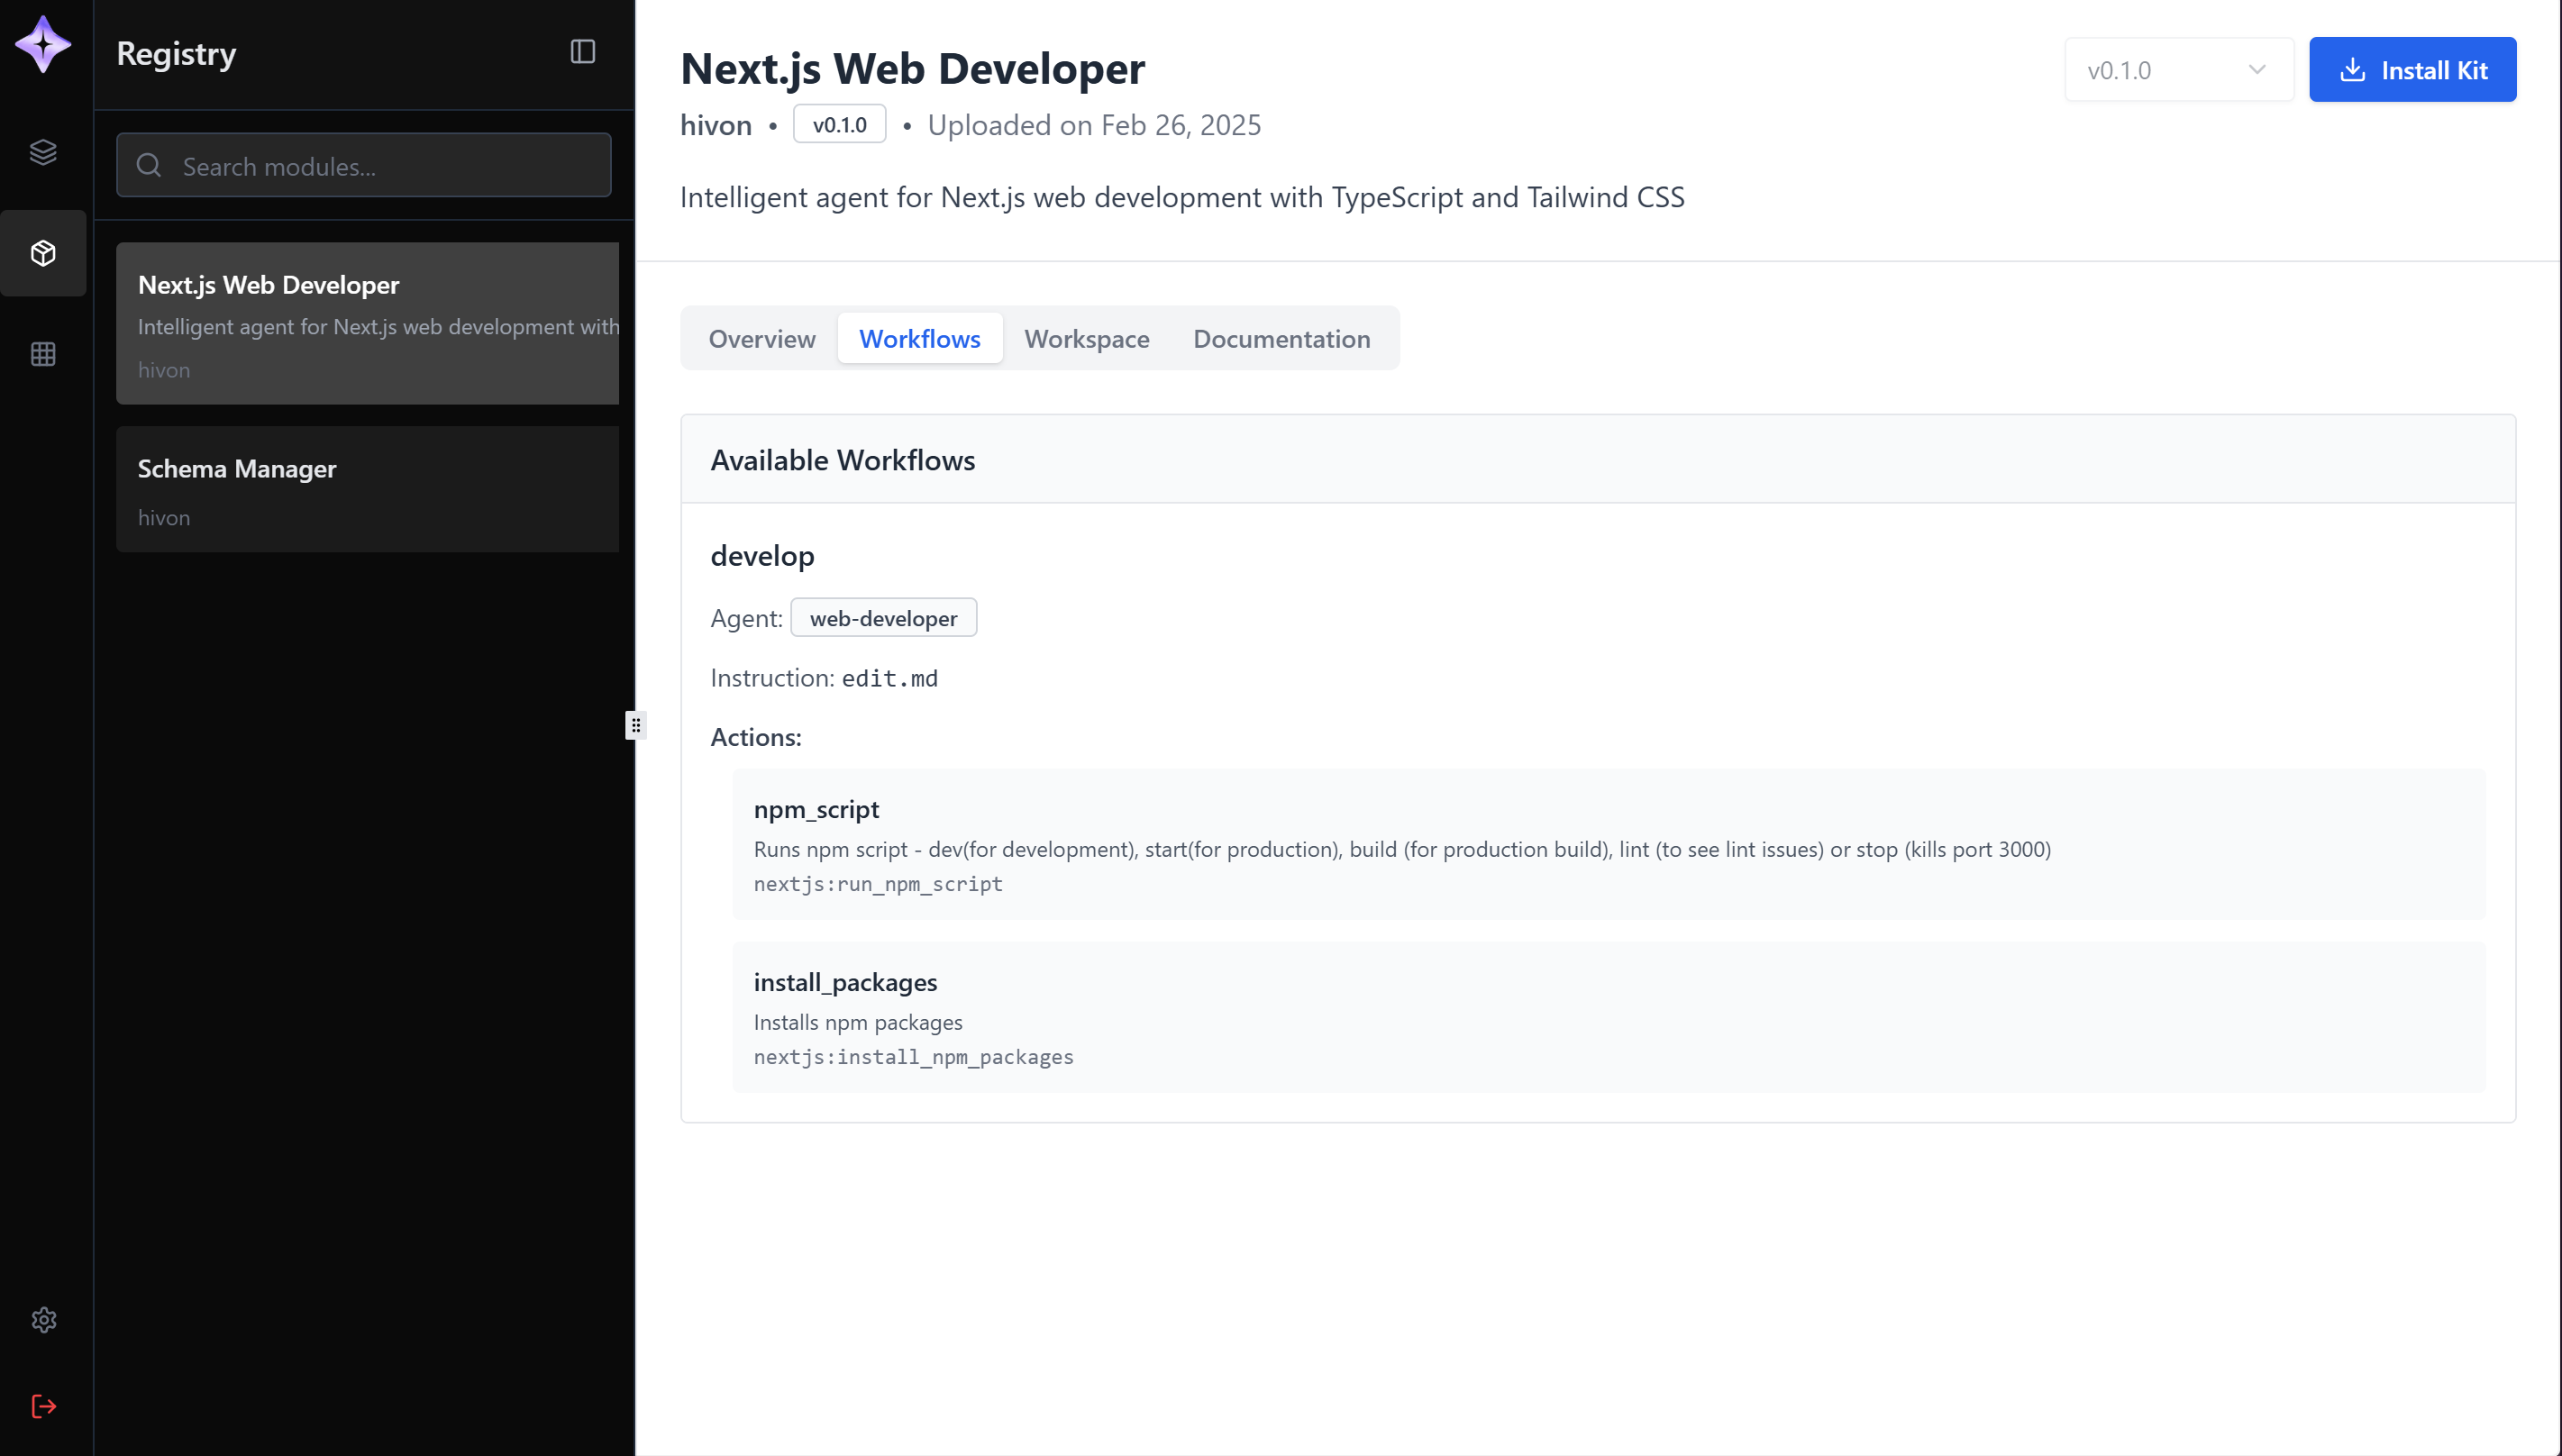 Registry
Search modules...
Next.js Web Developer
Intelligent agent for Next.js web development with
hivon
Schema Manager
hivon
Next.js Web Developer
hivon • v0.1.0 • Uploaded on Feb 26, 2025
v0.1.0
Install Kit
Intelligent agent for Next.js web development with TypeScript and Tailwind CSS
Overview Workflows Workspace Documentation
Available Workflows
develop
Agent: web-developer
Instruction: edit.md
Actions:
npm_script
Runs npm script - dev(for development), start(for production), build (for production build), lint (to see lint issues) or stop (kills port 3000)
nextjs:run_npm_script
install_packages
Installs npm packages
nextjs:install_npm_packages